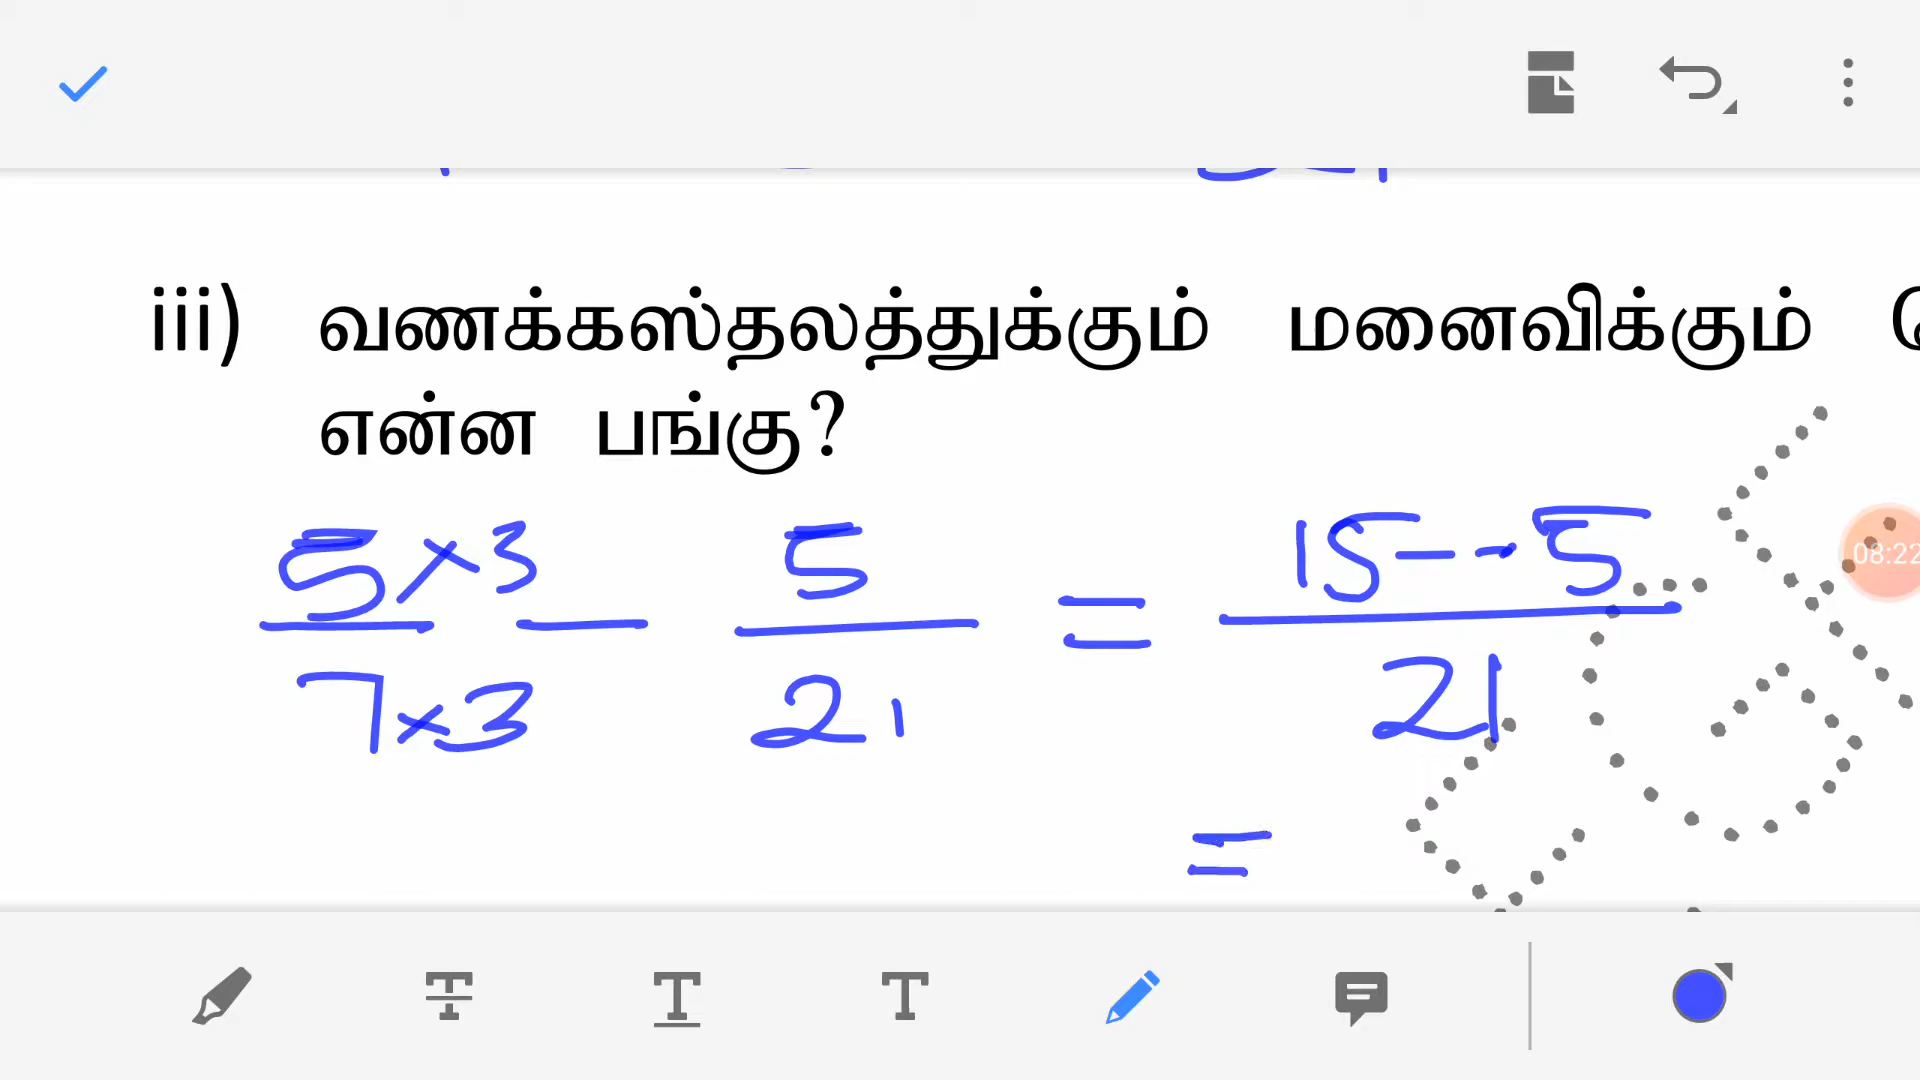 iii) வணக்கஸ்தலத்துக்கும் மனைவிக்கும்
என்ன பங்கு?
5×3 — 5 = 15 - - 5
7×3 21 21
=
08:22